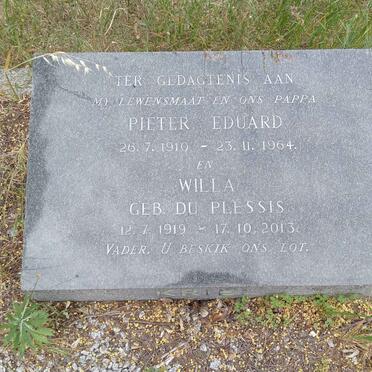 TER GEDAGTENIS AAN
MY LEWENSMAAT EN ONS PAPPA
PIETER EDUARD
26.7.1910 - 23.11.1964.
EN
WILLA
GEB. DU PLESSIS
12.7.1919 - 17.10.2013.
VADER, U BESKIK ONS LOT.